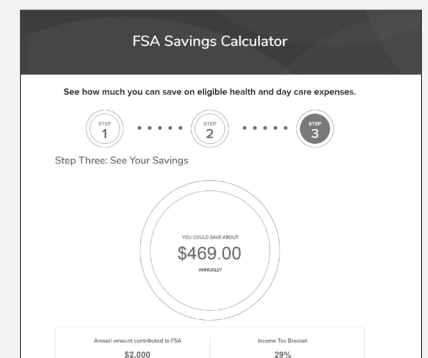 FSA Savings Calculator
See how much you can save on eligible health and day care expenses.
STEP
1
STEP
2
STEP
3
Step Three: See Your Savings
YOU COULD SAVE ABOUT
$469.00
ANNUALLY
Annual amount contributed to FSA
$2,000
Income Tax Bracket
29%